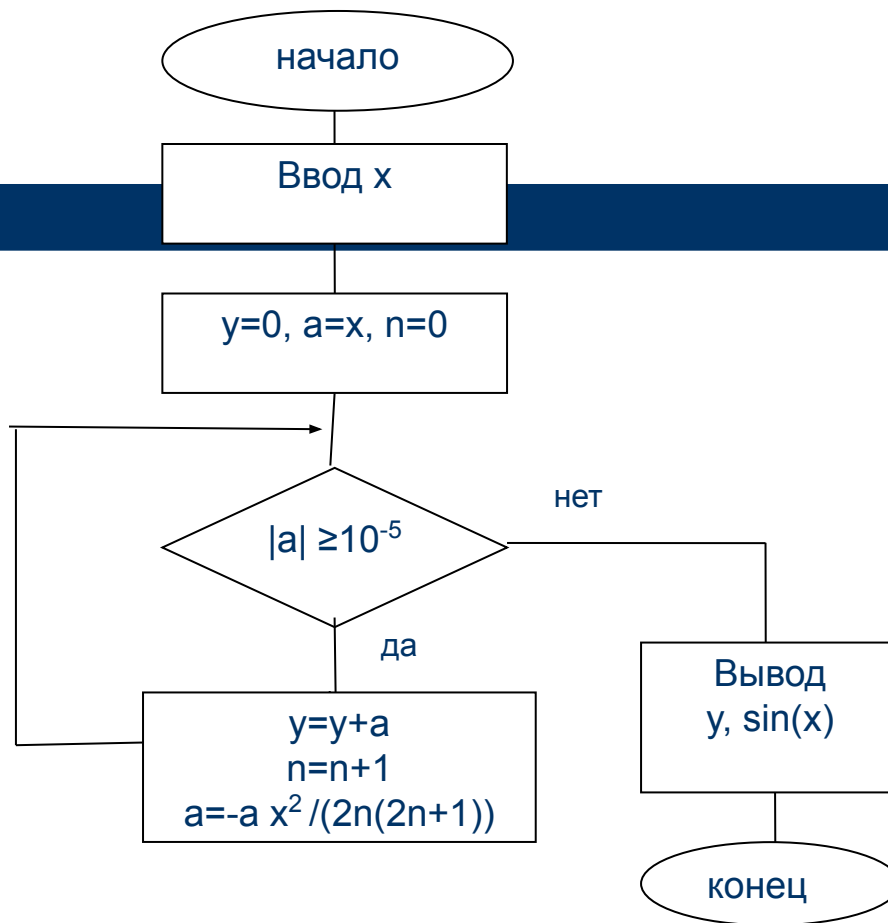 начало
Ввод x
y=0, a=x, n=0
|a| ≥10⁻⁵
нет
да
y=y+a
n=n+1
a=-a x² /(2n(2n+1))
Вывод
y, sin(x)
конец